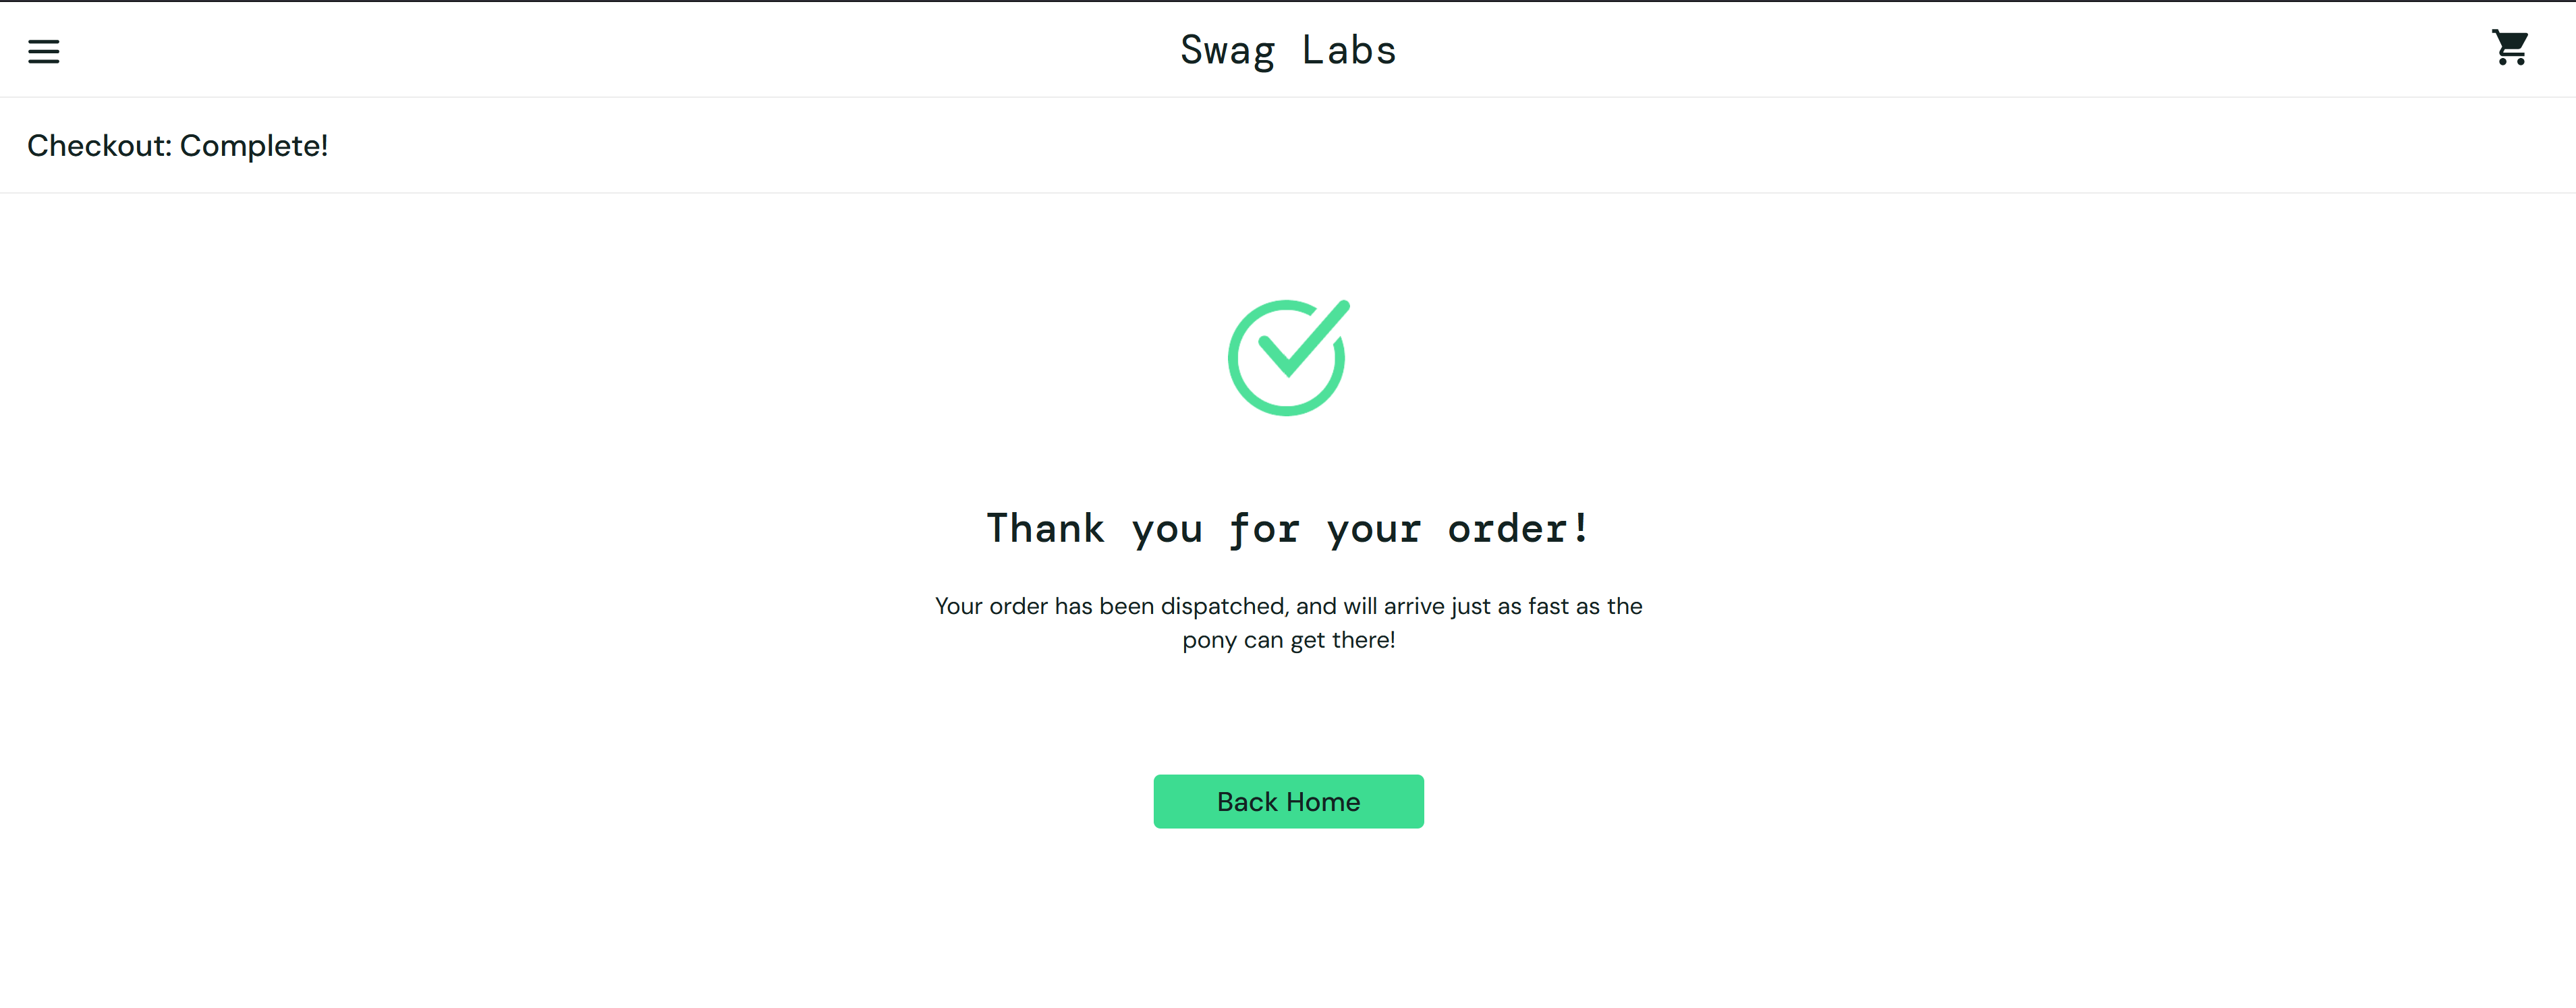 Swag Labs
Checkout: Complete!
Thank you for your order!
Your order has been dispatched, and will arrive just as fast as the
pony can get there!
Back Home